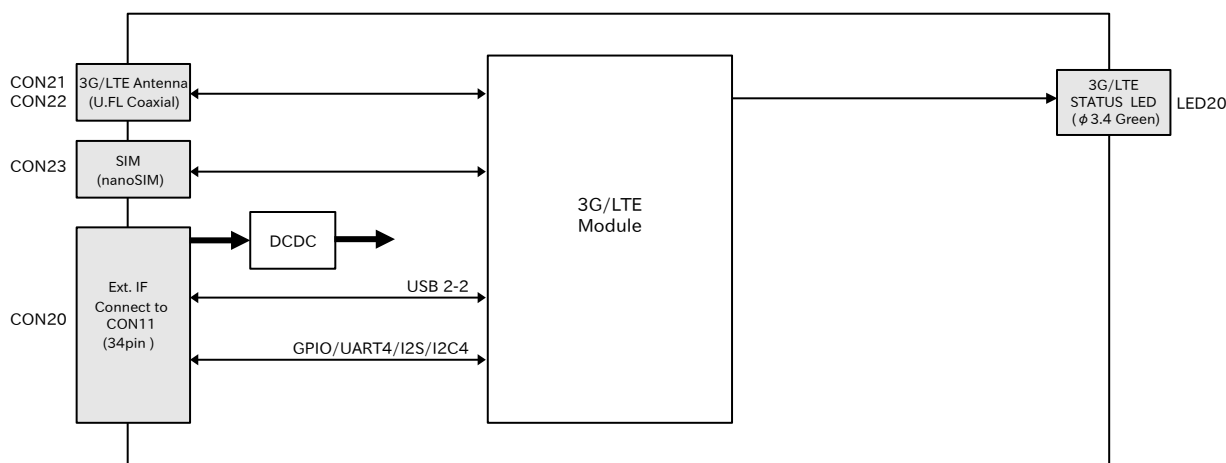 CON21
CON22
3G/LTE Antenna
(U.FL Coaxial)
3G/LTE
STATUS LED
(φ3.4 Green)
LED20
CON23
SIM
(nanoSIM)
3G/LTE
Module
DCDC
CON20
Ext. IF
Connect to
CON11
(34pin )
USB 2-2
GPIO/UART4/I2S/I2C4